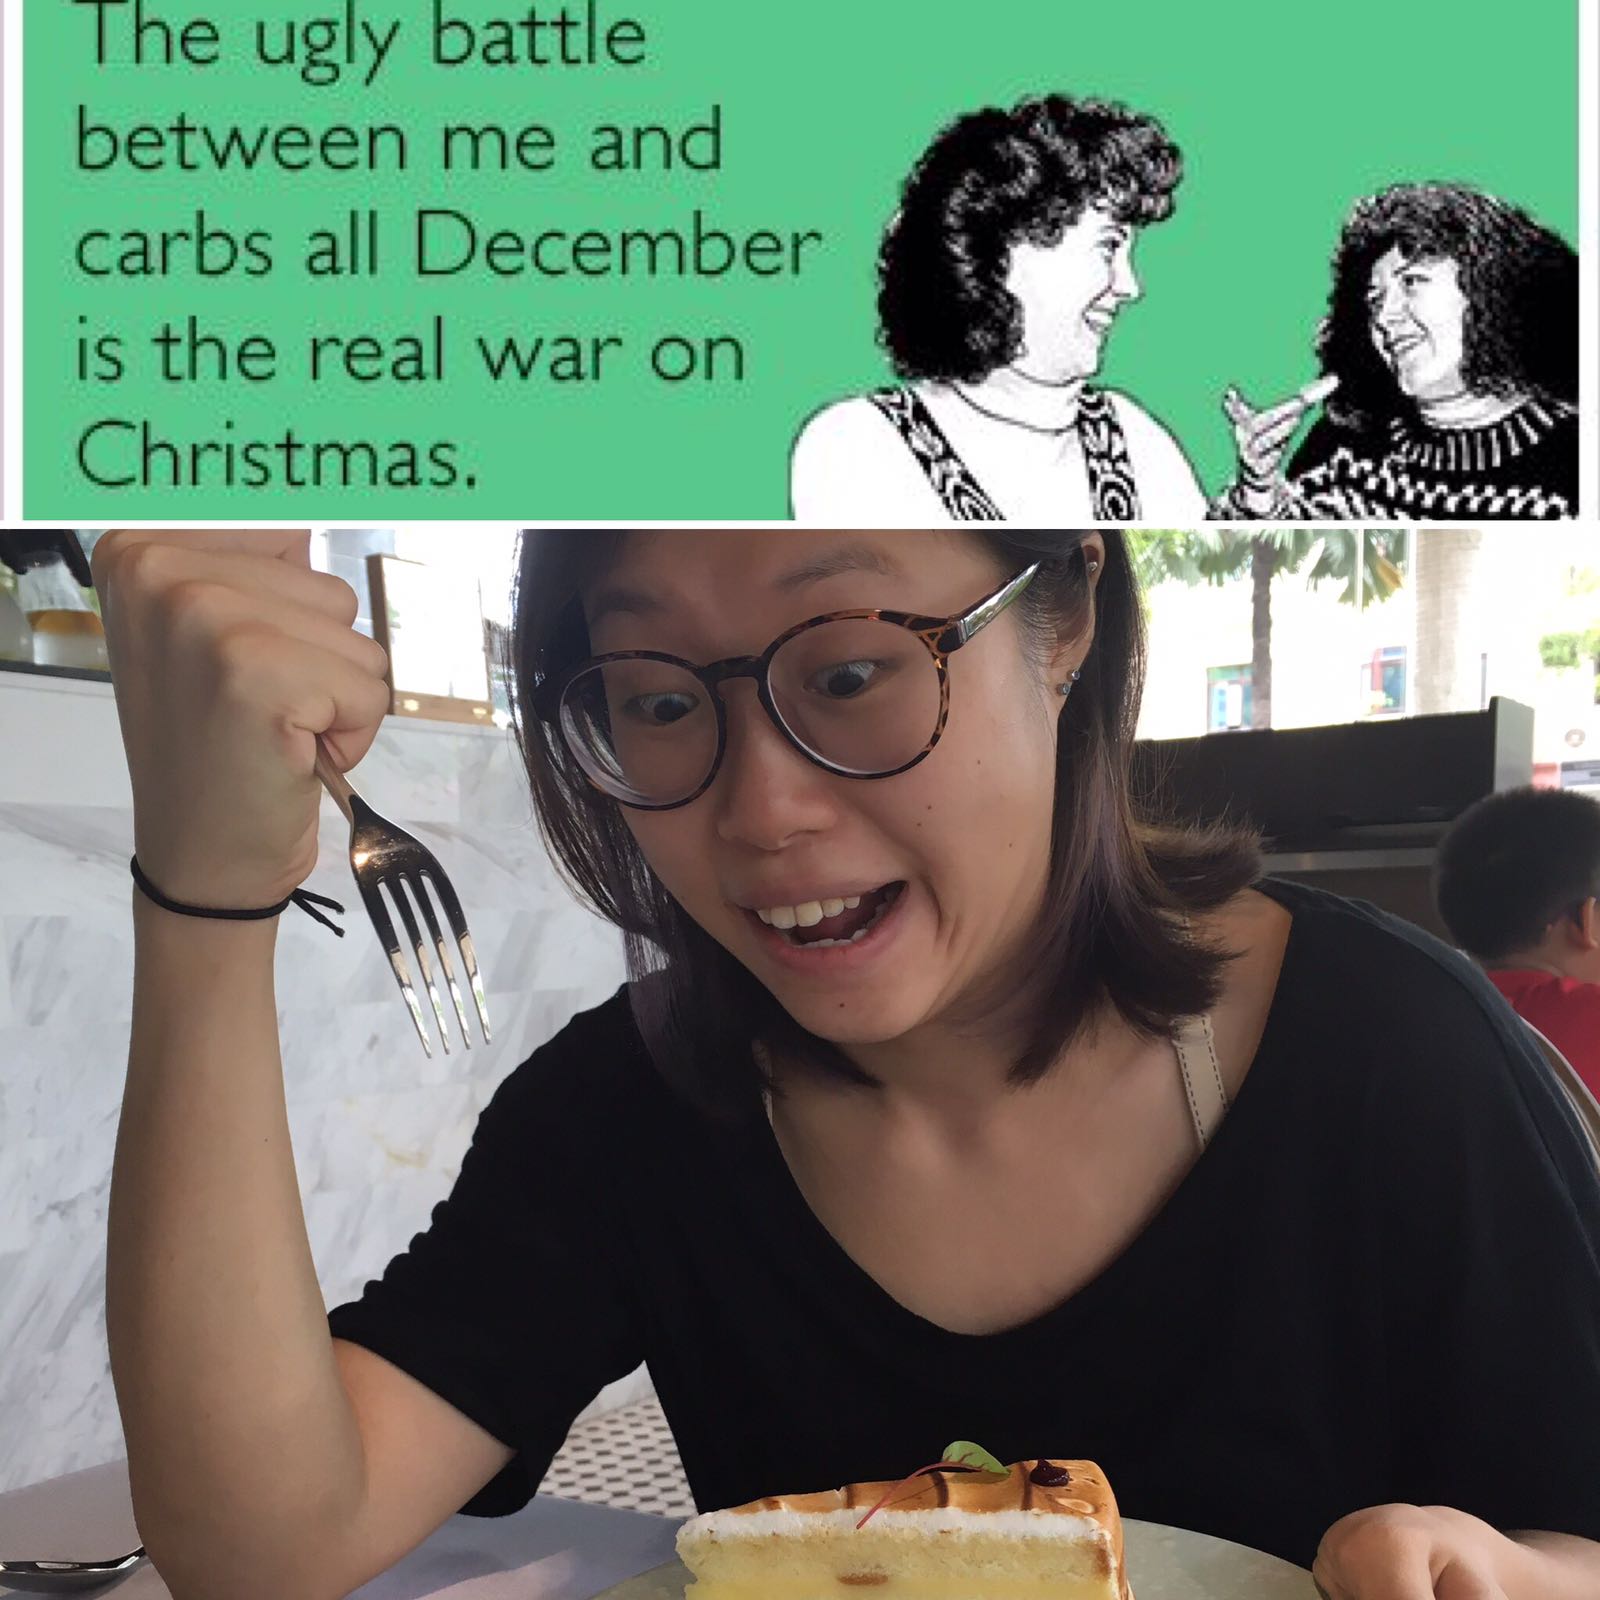 The ugly battle
between me and
carbs all December
is the real war on
Christmas.